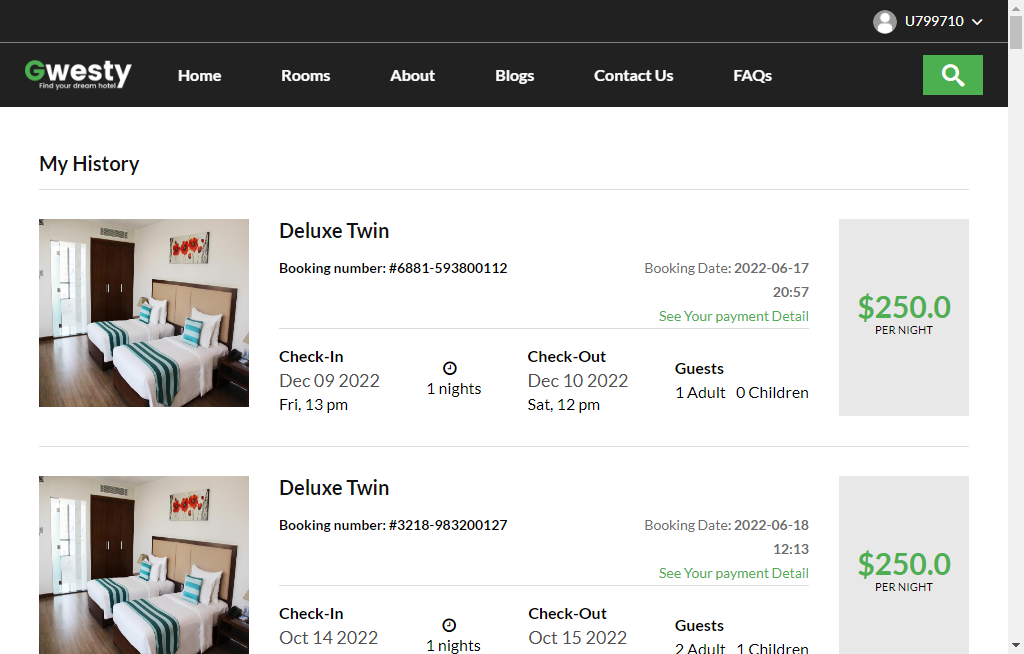 U799710
Gwesty
Find your dream hotel
Home Rooms About Blogs Contact Us FAQs
My History
Deluxe Twin
Booking number: #6881-593800112
Booking Date: 2022-06-17
20:57
See Your payment Detail
Check-In
Dec 09 2022
Fri, 13 pm
1 nights
Check-Out
Dec 10 2022
Sat, 12 pm
Guests
1 Adult 0 Children
$250.0
PER NIGHT
Deluxe Twin
Booking number: #3218-983200127
Booking Date: 2022-06-18
12:13
See Your payment Detail
Check-In
Oct 14 2022
1 nights
Check-Out
Oct 15 2022
Guests
2 Adult 1 Children
$250.0
PER NIGHT